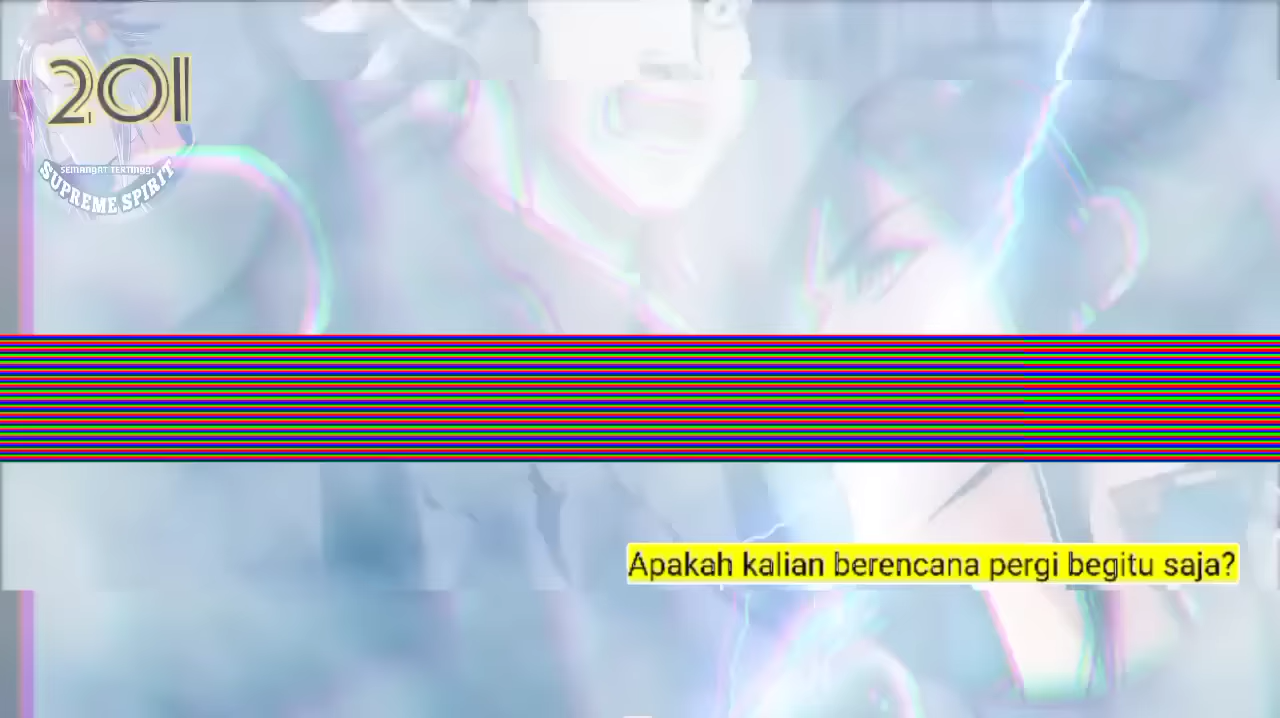 201
SEMANGAT TERTINGGI
SUPREME SPIRIT
Apakah kalian berencana pergi begitu saja?